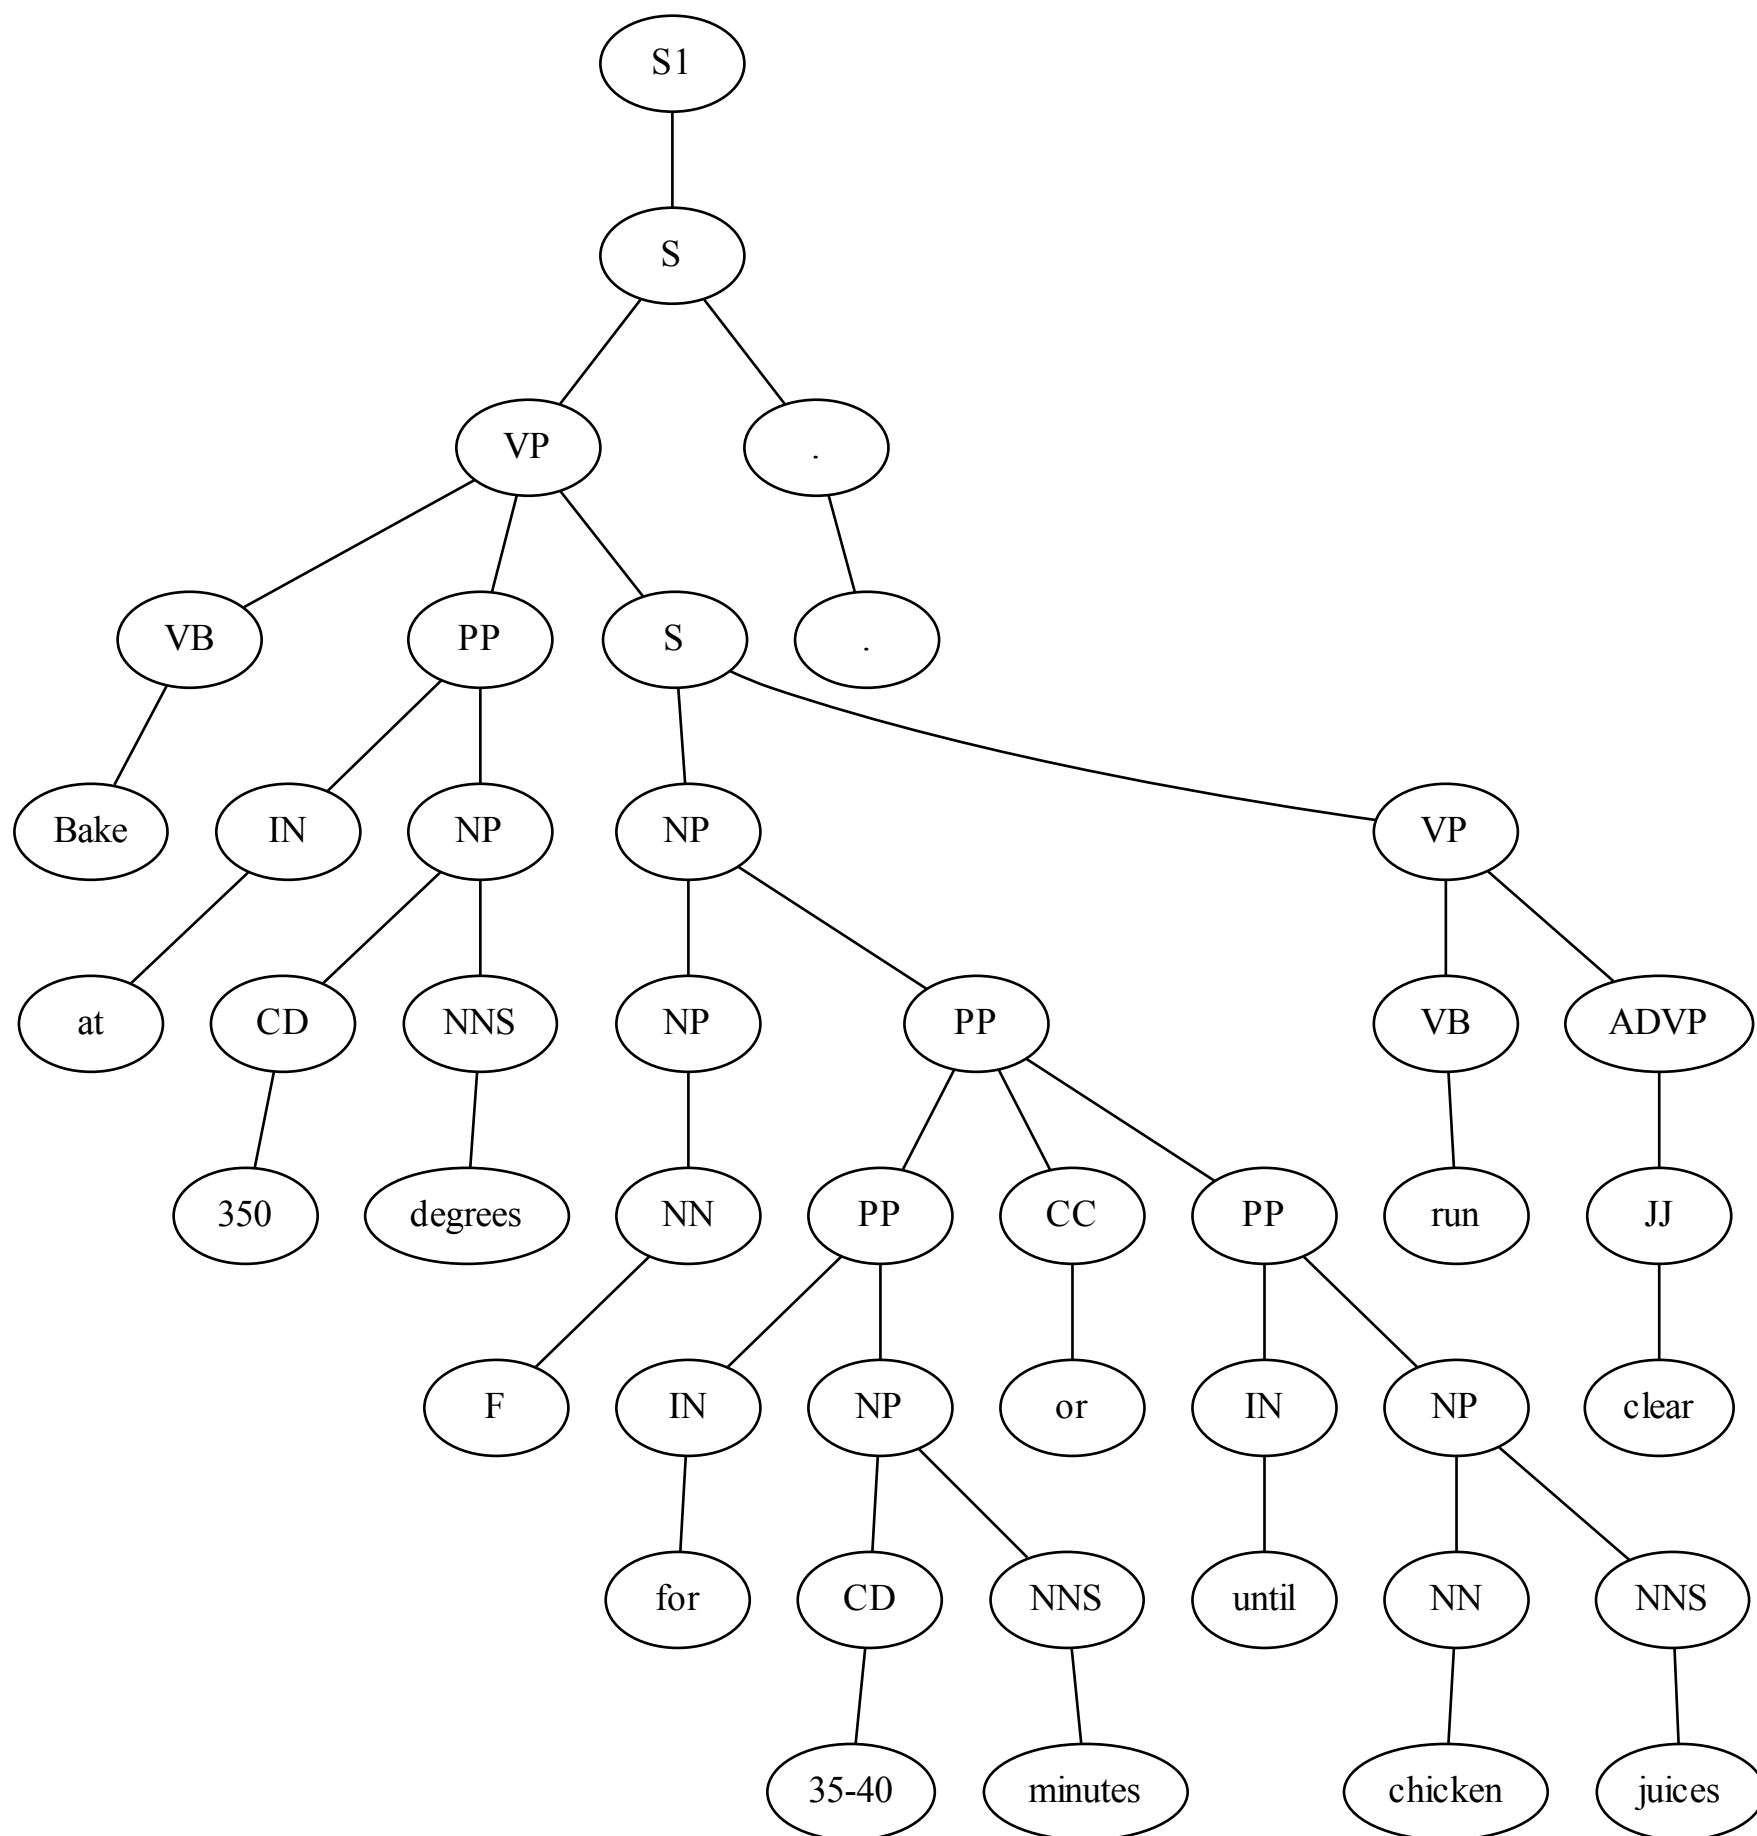 S1
S
VP .
VB PP S .
Bake IN NP NP VP
at CD NNS NP PP VB ADVP
350 degrees NN PP CC PP run JJ
F IN NP or IN NP clear
for CD NNS until NN NNS
35-40 minutes chicken juices